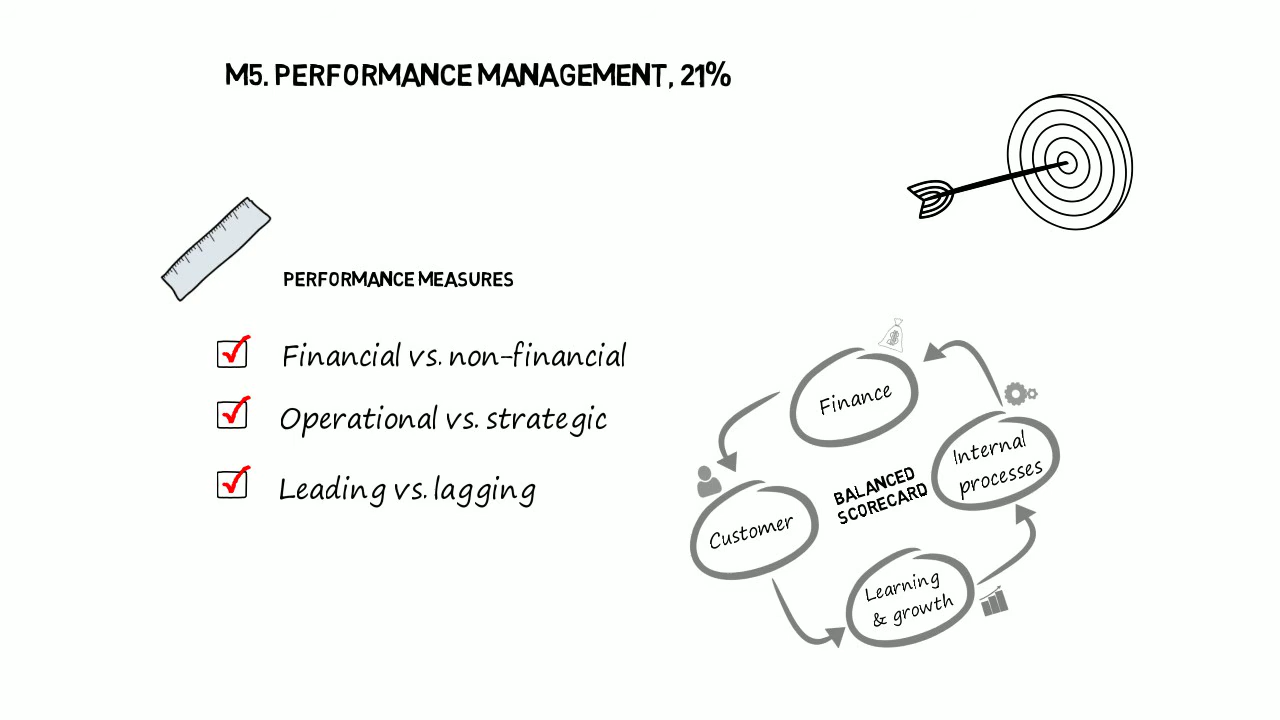 M5. PERFORMANCE MANAGEMENT, 21%
PERFORMANCE MEASURES
Financial vs. non-financial
Operational vs. strategic
Leading vs. lagging
$
Finance
Internal
processes
BALANCED
SCORECARD
Customer
Learning
& growth